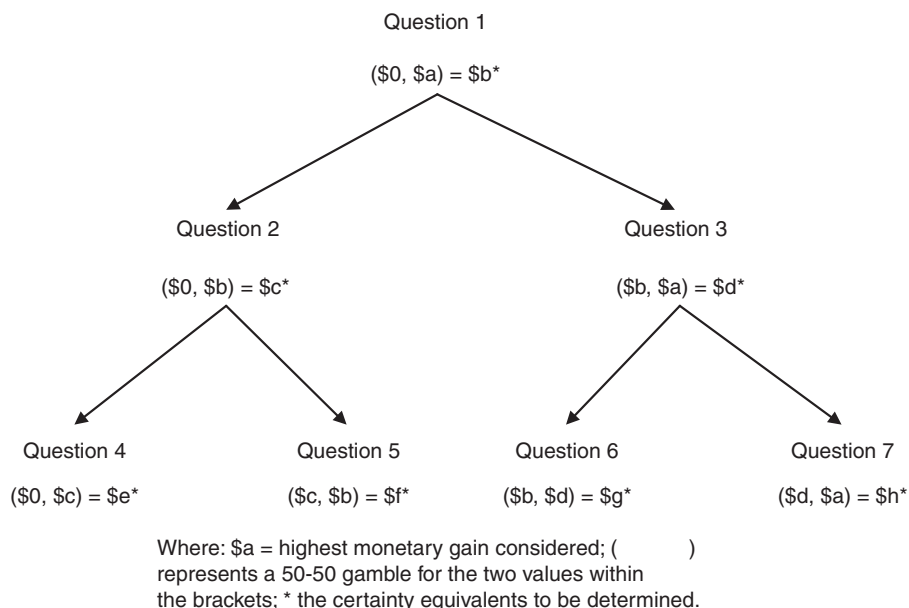 Question 1
($0, $a) = $b*
Question 2
Question 3
($0, $b) = $c*
($b, $a) = $d*
Question 4
Question 5
Question 6
Question 7
($0, $c) = $e*
($c, $b) = $f*
($b, $d) = $g*
($d, $a) = $h*
Where: $a = highest monetary gain considered; ( )
represents a 50-50 gamble for the two values within
the brackets; * the certainty equivalents to be determined.